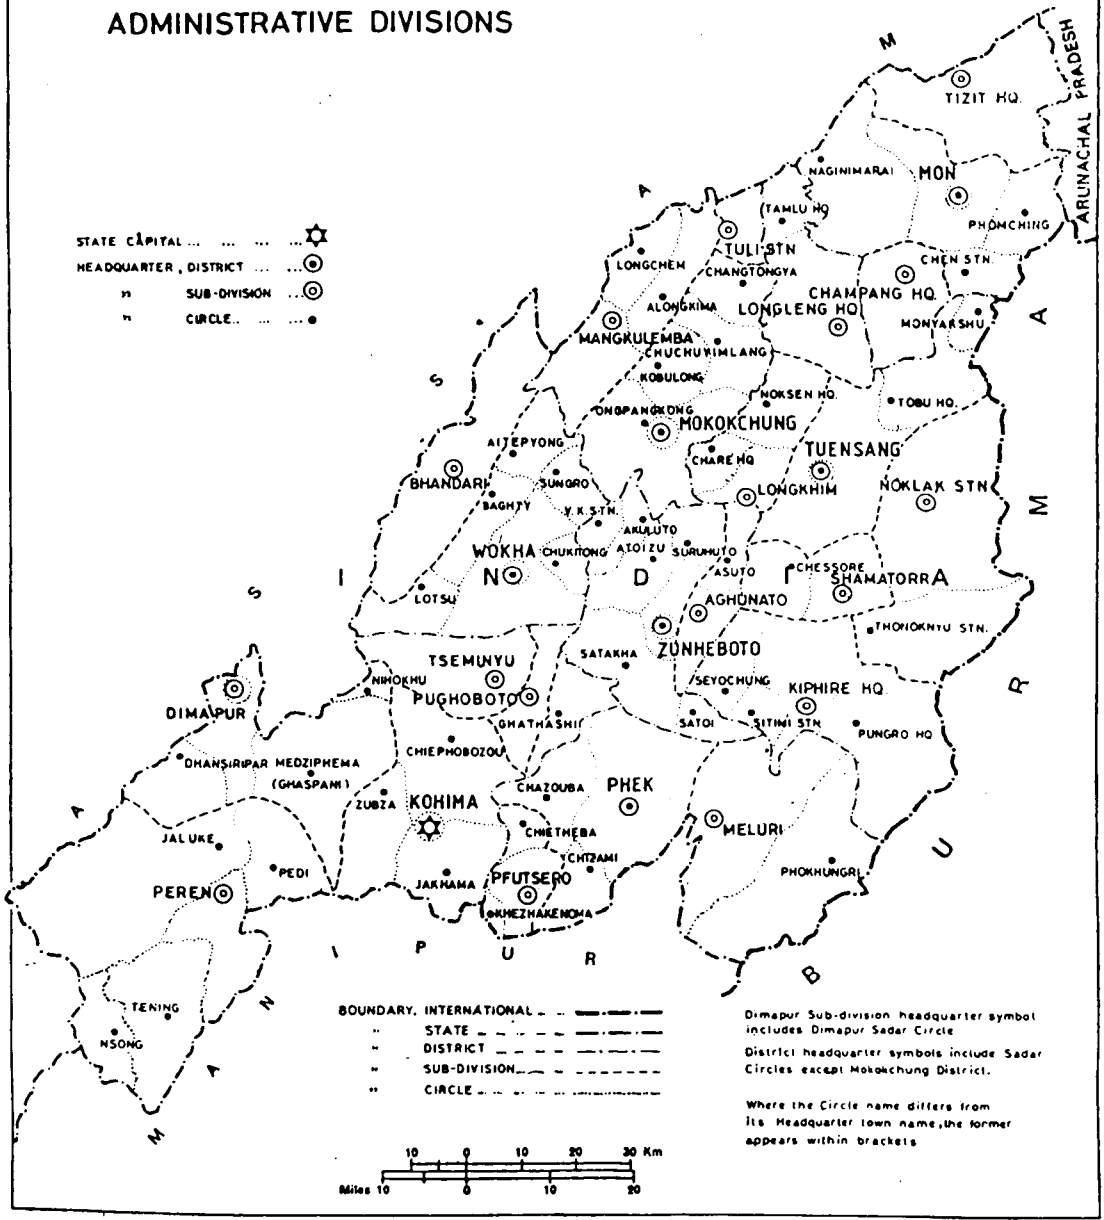 ADMINISTRATIVE DIVISIONS
STATE CAPITAL ... ... ... ...
HEADQUARTER, DISTRICT ... ...
" SUB-DIVISION ...
" CIRCLE.. ... ...
ARUNACHAL PRADESH
A S S A M
TIZIT HQ.
NAGINIMARAI
MON
PHOMCHING
TAMLU HQ
TULI STN
CHEN STN.
LONGCHEM
CHANGTONGYA
CHAMPANG HQ.
ALONGKIMA
LONGLENG HQ.
MONYAKSHU
MANGKULEMBA
CHUCHUYIMLANG
KOBULONG
NOKSEN HQ.
TOBU HQ.
ONGPANGKONG
MOKOKCHUNG
AITEPYONG
CHARE HQ
TUENSANG
BHANDARI
SUNGRO
LONGKHIM
NOKLAK STN
BAGHTY
V.K.STN.
AKULUTO
WOKHA
CHUKITONG
ATOIZU
SURUHUTO
ASUTO
CHESSORE
I N D I A
SHAMATORR
LOTSU
AGHUNATO
THONOKNYU STN.
ZUNHEBOTO
TSEMINYU
SATAKHA
NIHOKHU
PUGHOBOTO
SEYOCHUNG
KIPHIRE HQ.
DIMAPUR
GHATHASHI
SATOI
SITIMI STN
PUNGRO HQ
CHIEPHOBOZOU
DHANSIRIPAR
MEDZIPHEMA
(GHASPANI)
ZUBZA
KOHIMA
CHAZOUBA
PHEK
CHIETHEBA
MELURI
JALUKE
CHIZAMI
PEDI
JAKHAMA
PFUTSERO
PHOKHUNGRI
PEREN
KHEZHAKENOMA
TENING
NSONG
M A N I P U R
B U R M A
BOUNDARY, INTERNATIONAL _ _
" STATE _ _ _ _
" DISTRICT _ _ _ _
" SUB-DIVISION_ _ _
" CIRCLE _ _ _ _
10 0 10 20 30 Km
Miles 10 0 10 20
Dimapur Sub-division headquarter symbol
includes Dimapur Sadar Circle
District headquarter symbols include Sadar
Circles except Mokokchung District.
Where the Circle name differs from
Its Headquarter town name, the former
appears within brackets